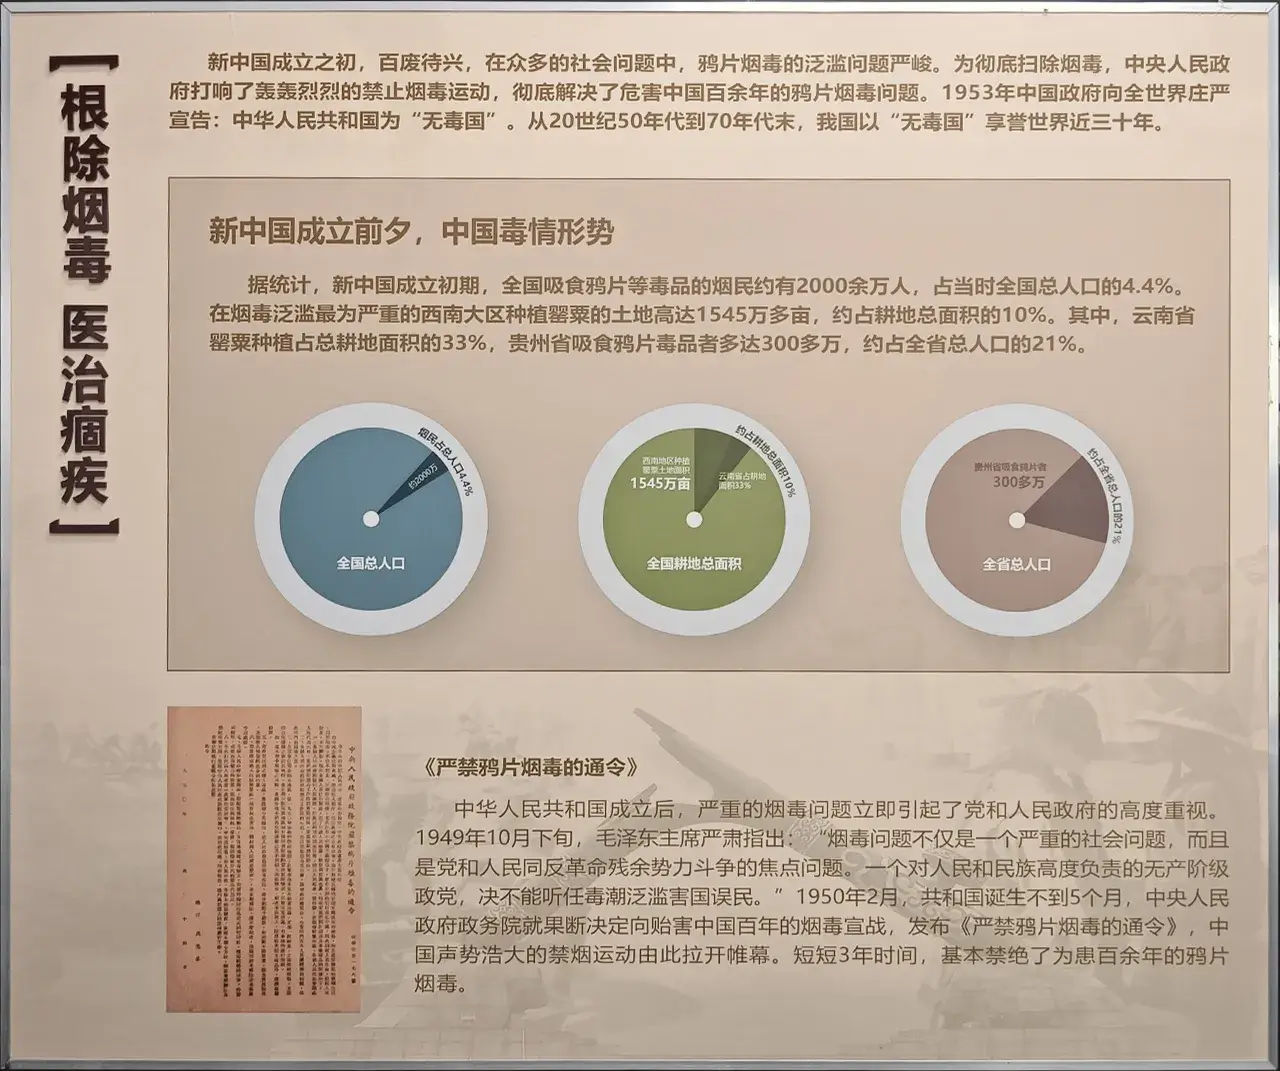 【根除烟毒 医治痼疾】
新中国成立之初，百废待兴，在众多的社会问题中，鸦片烟毒的泛滥问题严峻。为彻底扫除烟毒，中央人民政
府打响了轰轰烈烈的禁止烟毒运动，彻底解决了危害中国百余年的鸦片烟毒问题。1953年中国政府向全世界庄严
宣告：中华人民共和国为“无毒国”。从20世纪50年代到70年代末，我国以“无毒国”享誉世界近三十年。
新中国成立前夕，中国毒情形势
据统计，新中国成立初期，全国吸食鸦片等毒品的烟民约有2000余万人，占当时全国总人口的4.4%。
在烟毒泛滥最为严重的西南大区种植罂粟的土地高达1545万多亩，约占耕地总面积的10%。其中，云南省
罂粟种植占总耕地面积的33%，贵州省吸食鸦片毒品者多达300多万，约占全省总人口的21%。
烟民占总人口4.4%
约2000万
全国总人口
西南地区种植
罂粟土地面积
1545万亩
约占耕地总面积10%
云南省占耕地
面积33%
全国耕地总面积
贵州省吸食鸦片者
300多万
约占全省总人口的21%
全省总人口
中央人民政府政务院严禁鸦片烟毒的通令
《严禁鸦片烟毒的通令》
中华人民共和国成立后，严重的烟毒问题立即引起了党和人民政府的高度重视。
1949年10月下旬，毛泽东主席严肃指出：“烟毒问题不仅是一个严重的社会问题，而且
是党和人民同反革命残余势力斗争的焦点问题。一个对人民和民族高度负责的无产阶级
政党，决不能听任毒潮泛滥害国误民。”1950年2月，共和国诞生不到5个月，中央人民
政府政务院就果断决定向贻害中国百年的烟毒宣战，发布《严禁鸦片烟毒的通令》，中
国声势浩大的禁烟运动由此拉开帷幕。短短3年时间，基本禁绝了为患百余年的鸦片
烟毒。